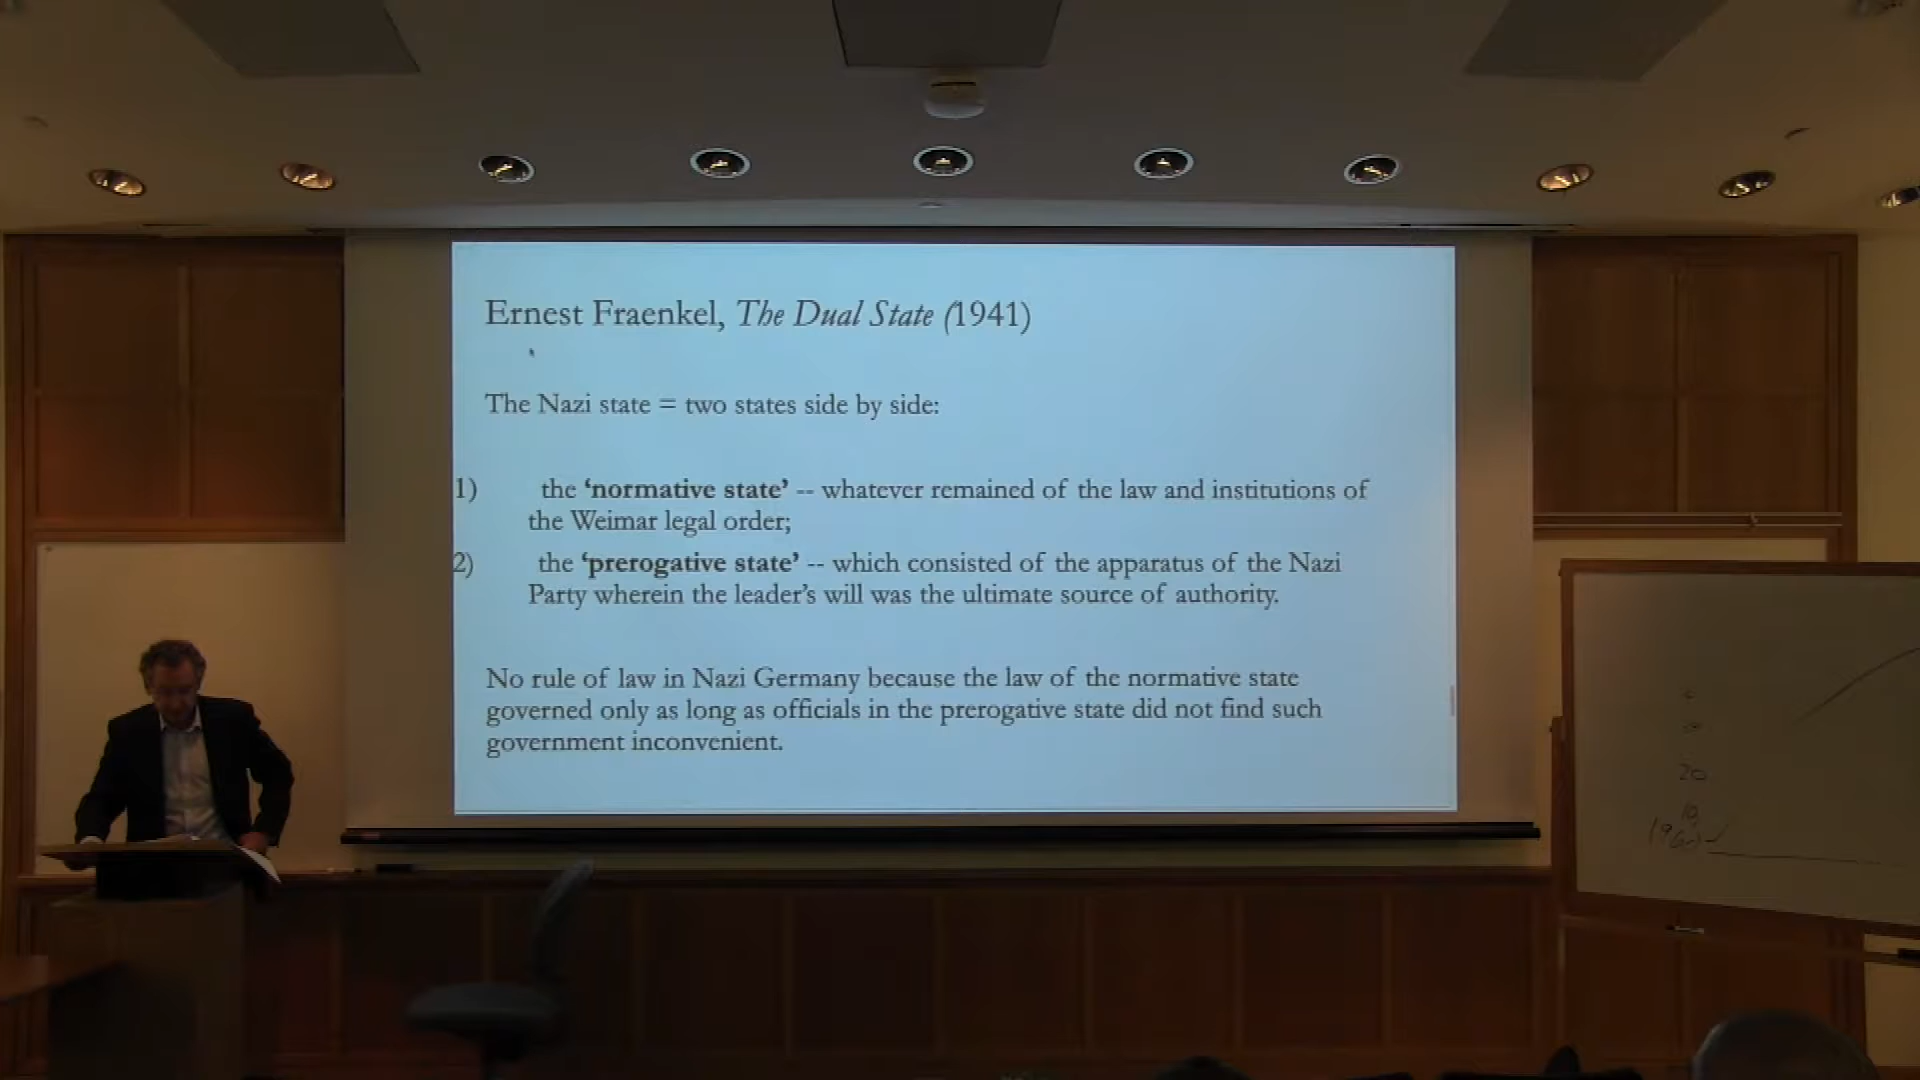 Ernest Fraenkel, The Dual State (1941)
The Nazi state = two states side by side:
1) the ‘normative state’ -- whatever remained of the law and institutions of
the Weimar legal order;
2) the ‘prerogative state’ -- which consisted of the apparatus of the Nazi
Party wherein the leader’s will was the ultimate source of authority.
No rule of law in Nazi Germany because the law of the normative state
governed only as long as officials in the prerogative state did not find such
government inconvenient.
20
10